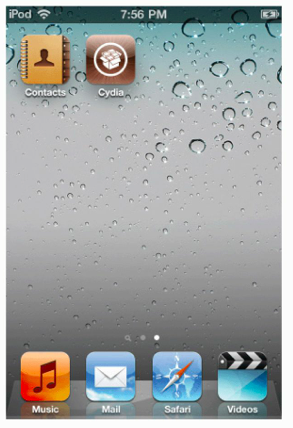 iPod 7:56 PM
Contacts Cydia
Music Mail Safari Videos